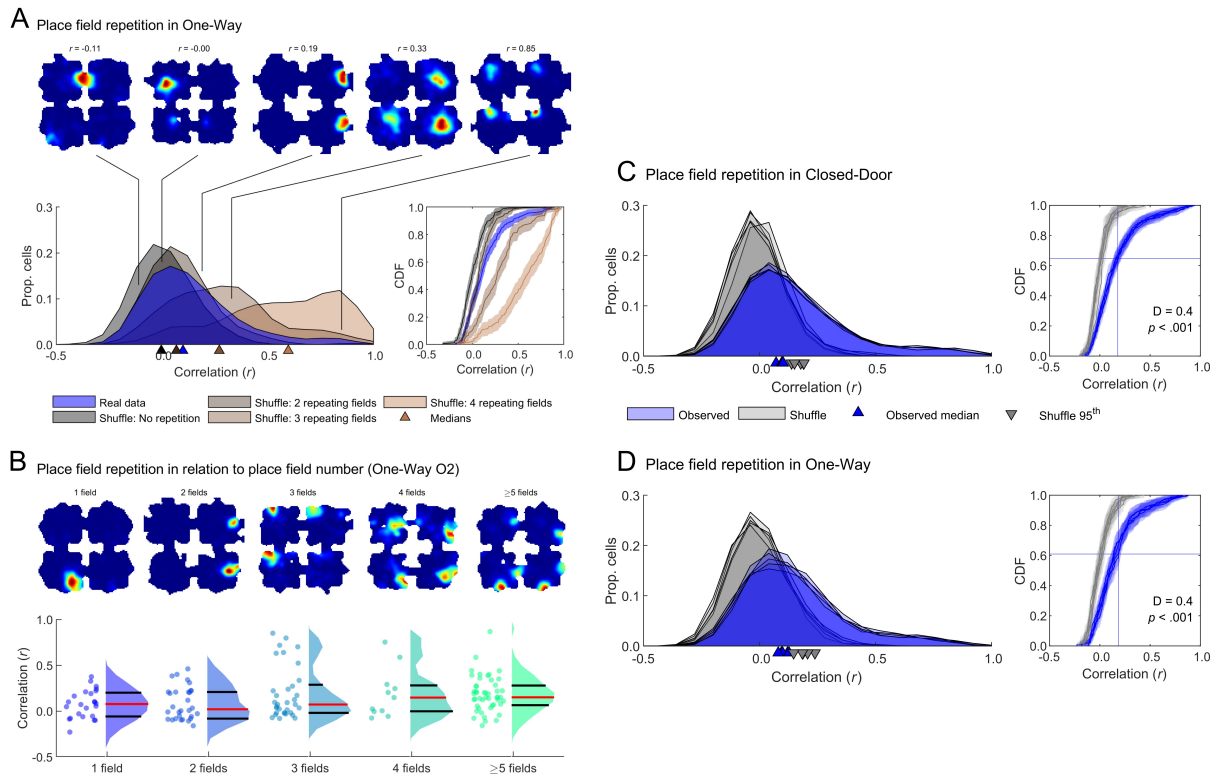 A Place field repetition in One-Way
r = -0.11 r = -0.00 r = 0.19 r = 0.33 r = 0.85
0.3
0.2
0.1
0.0
Prop. cells
-0.5 0.0 0.5 1.0
Correlation (r)
1.0
0.8
0.6
0.4
0.2
0.0
CDF
-0.5 0.0 0.5 1.0
Correlation (r)
Real data Shuffle: 2 repeating fields Shuffle: 4 repeating fields
Shuffle: No repetition Shuffle: 3 repeating fields Medians
B Place field repetition in relation to place field number (One-Way O2)
1 field 2 fields 3 fields 4 fields ≥5 fields
1.0
0.5
0.0
-0.5
Correlation (r)
1 field 2 fields 3 fields 4 fields ≥5 fields
C Place field repetition in Closed-Door
0.3
0.2
0.1
0.0
Prop. cells
-0.5 0.0 0.5 1.0
Correlation (r)
1.0
0.8
0.6
0.4
0.2
0.0
CDF
D = 0.4
p < .001
-0.5 0.0 0.5 1.0
Correlation (r)
Observed Shuffle Observed median Shuffle 95th
D Place field repetition in One-Way
0.3
0.2
0.1
0.0
Prop. cells
-0.5 0.0 0.5 1.0
Correlation (r)
1.0
0.8
0.6
0.4
0.2
0.0
CDF
D = 0.4
p < .001
-0.5 0.0 0.5 1.0
Correlation (r)